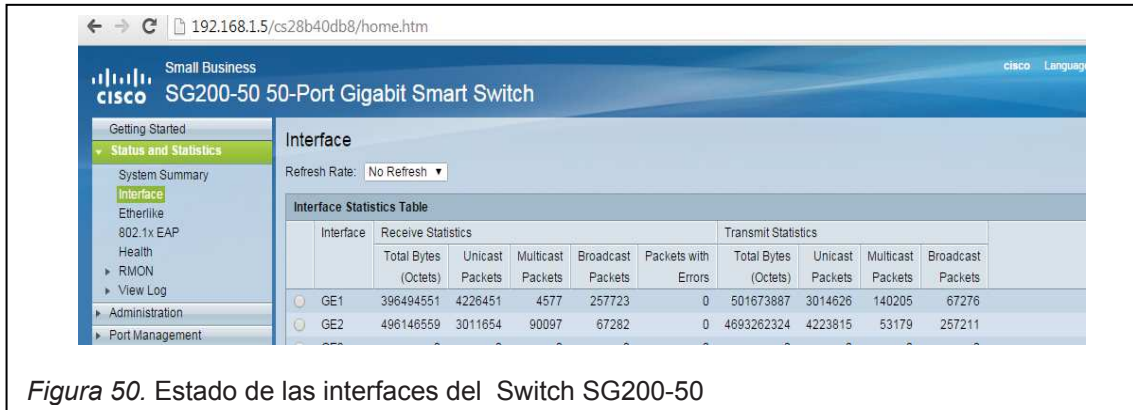 192.168.1.5/cs28b40db8/home.htm
Small Business
cisco Language
CISCO SG200-50 50-Port Gigabit Smart Switch
Getting Started
Status and Statistics
System Summary
Interface
Etherlike
802.1x EAP
Health
RMON
View Log
Administration
Port Management
Interface
Refresh Rate: No Refresh
Interface Statistics Table
Interface Receive Statistics Transmit Statistics
Total Bytes Unicast Multicast Broadcast Packets with Total Bytes Unicast Multicast Broadcast
(Octets) Packets Packets Packets Errors (Octets) Packets Packets Packets
GE1 396494551 4226451 4577 257723 0 501673887 3014626 140205 67276
GE2 496146559 3011654 90097 67282 0 4693262324 4223815 53179 257211
Figura 50. Estado de las interfaces del Switch SG200-50